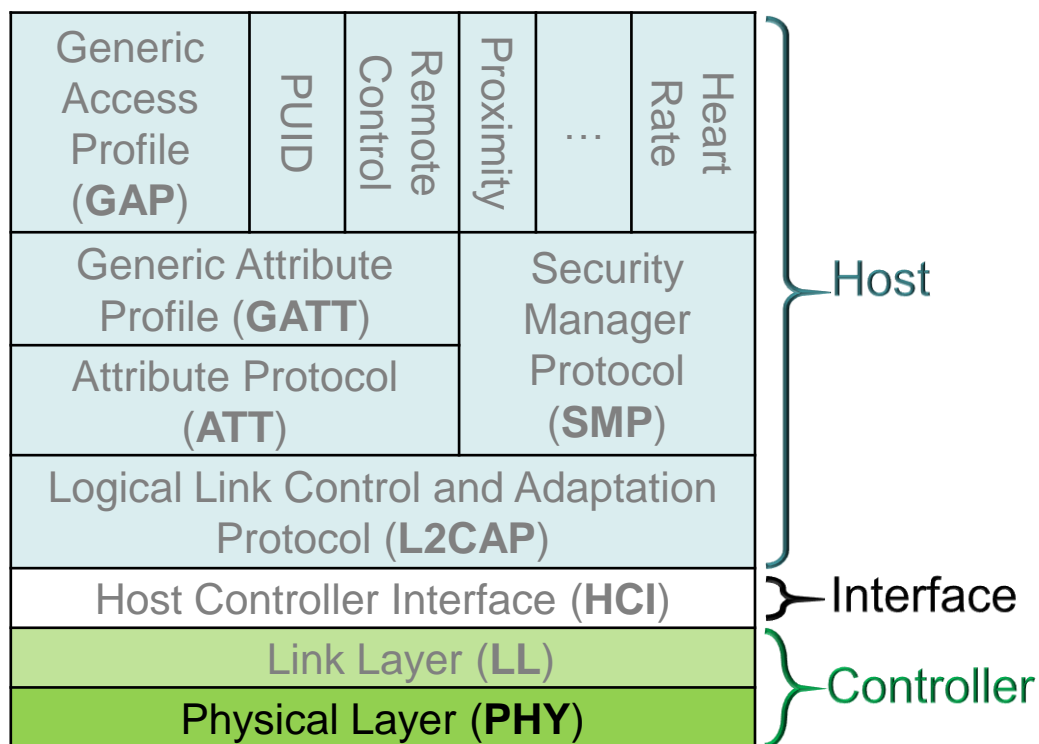 Generic
Access
Profile
(GAP)
PUID
Remote
Control
Proximity
...
Heart
Rate
Generic Attribute
Profile (GATT)
Security
Manager
Protocol
(SMP)
Attribute Protocol
(ATT)
Logical Link Control and Adaptation
Protocol (L2CAP)
Host Controller Interface (HCI)
Link Layer (LL)
Physical Layer (PHY)
Host
Interface
Controller